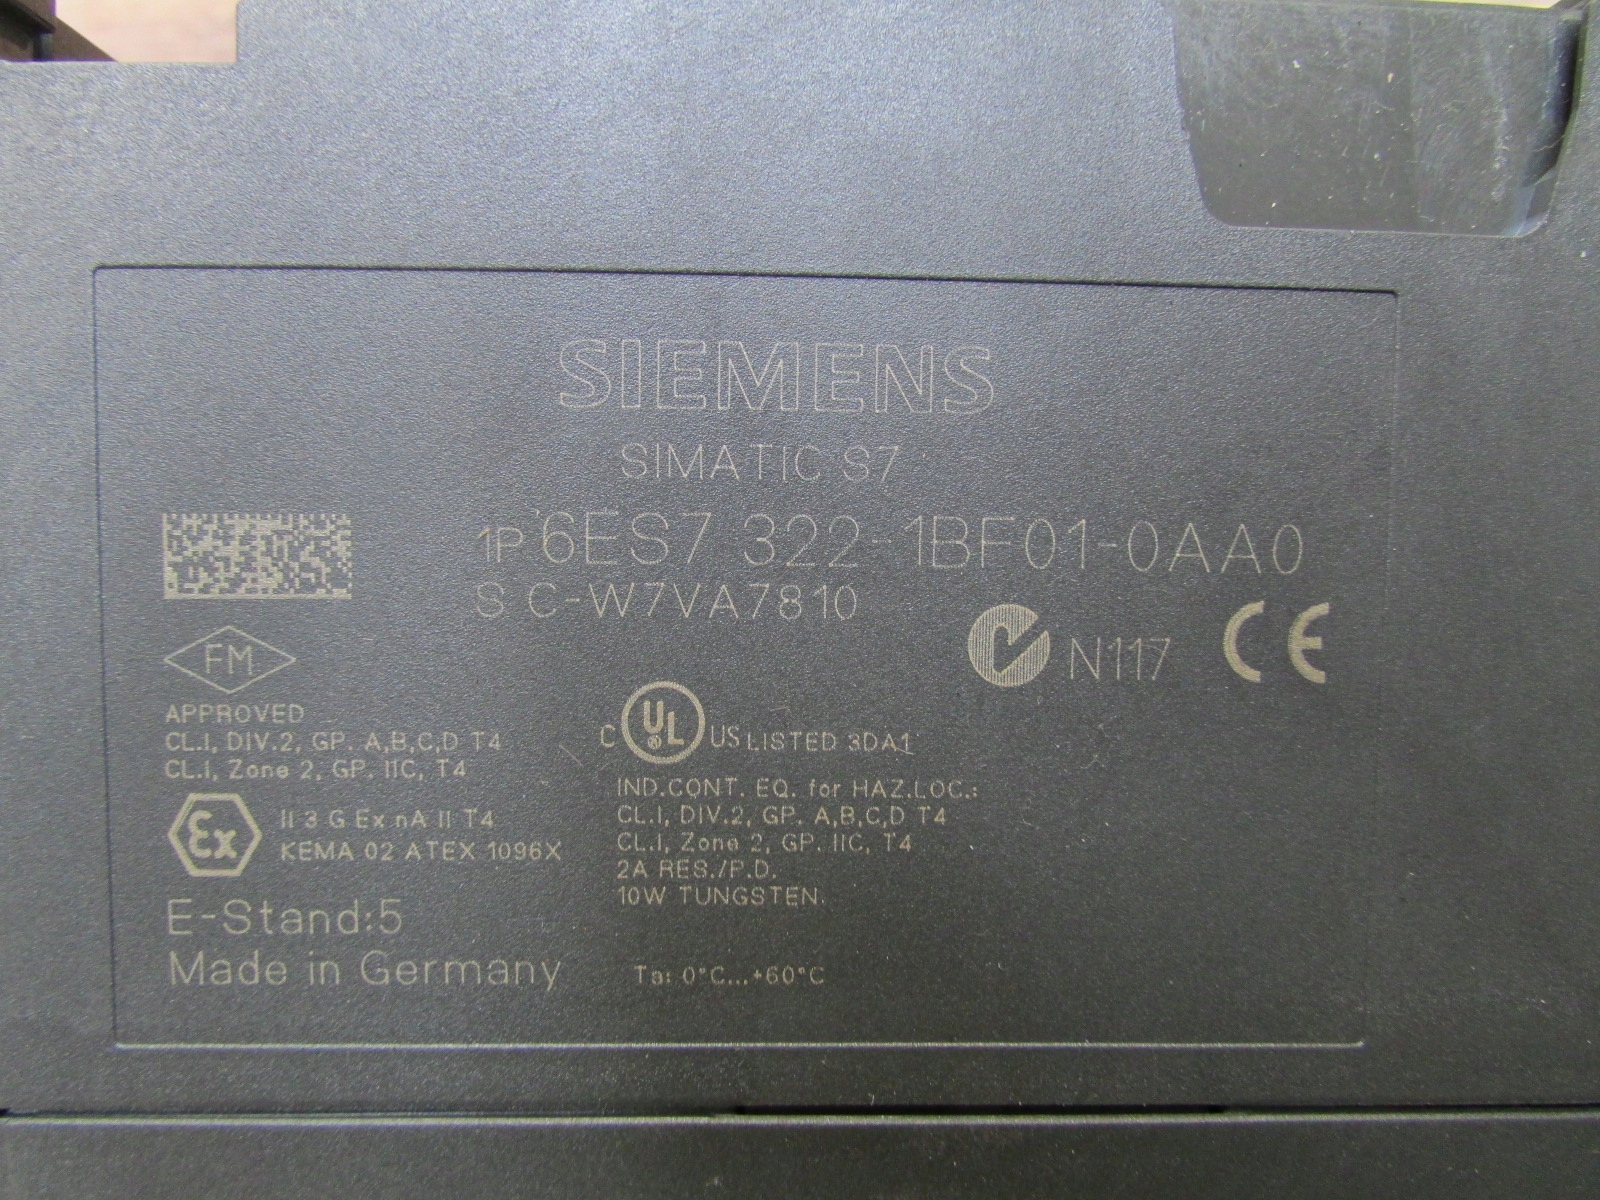 SIEMENS
SIMATIC S7
1P 6ES7 322-1BF01-0AA0
S C-W7VA7810
FM
N117 CE
APPROVED
CL.I, DIV.2, GP. A,B,C,D T4
CL.I, Zone 2, GP. IIC, T4
C UL US LISTED 3DA1
IND.CONT. EQ. for HAZ.LOC.:
CL.I, DIV.2, GP. A,B,C,D T4
CL.I, Zone 2, GP. IIC, T4
2A RES./P.D.
10W TUNGSTEN
Ex II 3 G Ex nA II T4
KEMA 02 ATEX 1096X
E-Stand:5
Made in Germany
Ta: 0°C...+60°C